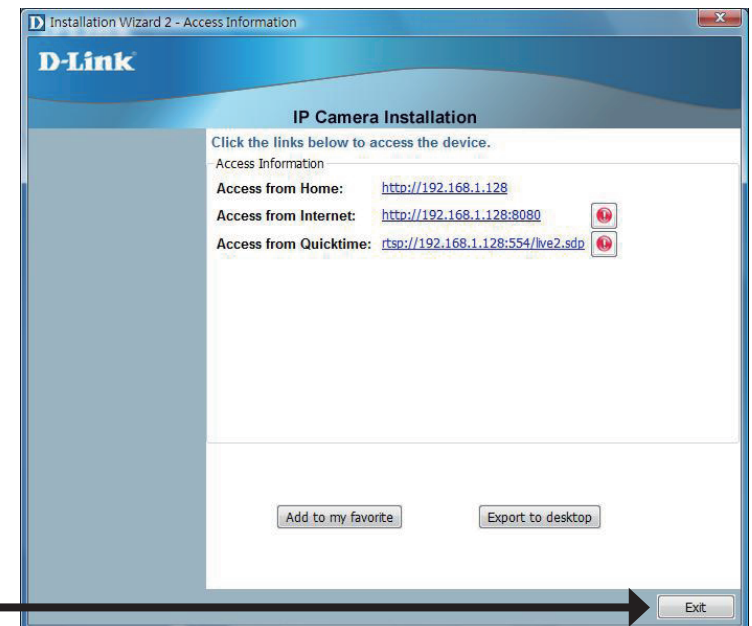 D Installation Wizard 2 - Access Information
D-Link
IP Camera Installation
Click the links below to access the device.
Access Information
Access from Home: http://192.168.1.128
Access from Internet: http://192.168.1.128:8080
Access from Quicktime: rtsp://192.168.1.128:554/live2.sdp
Add to my favorite Export to desktop
Exit